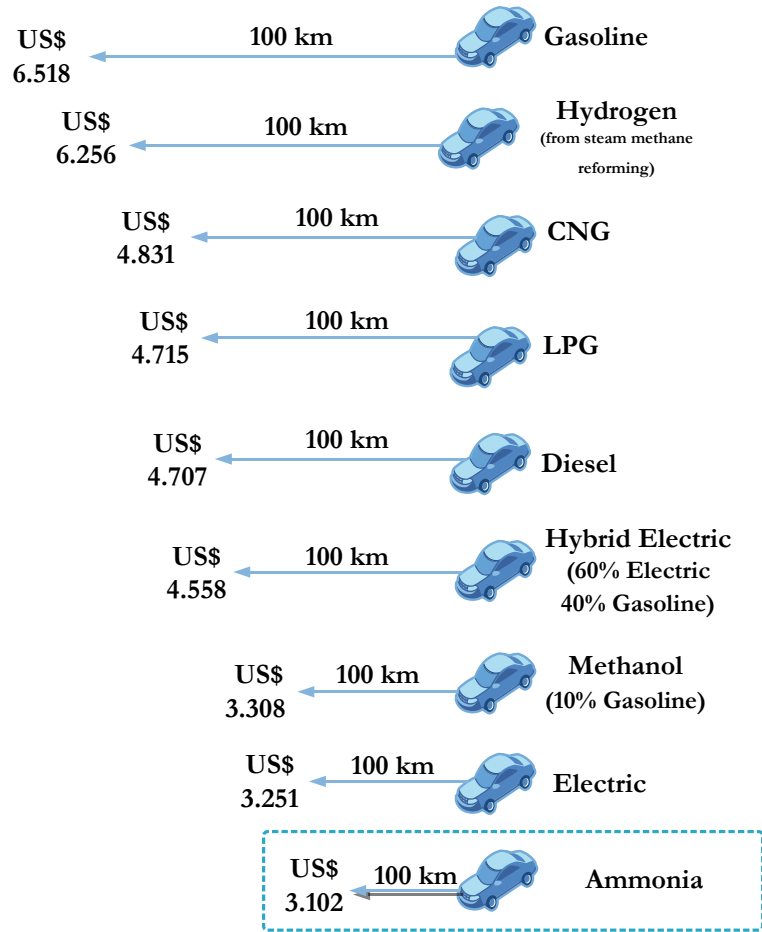 US$
6.518
100 km
Gasoline
US$
6.256
100 km
Hydrogen
(from steam methane
reforming)
US$
4.831
100 km
CNG
US$
4.715
100 km
LPG
US$
4.707
100 km
Diesel
US$
4.558
100 km
Hybrid Electric
(60% Electric
40% Gasoline)
US$
3.308
100 km
Methanol
(10% Gasoline)
US$
3.251
100 km
Electric
US$
3.102
100 km
Ammonia